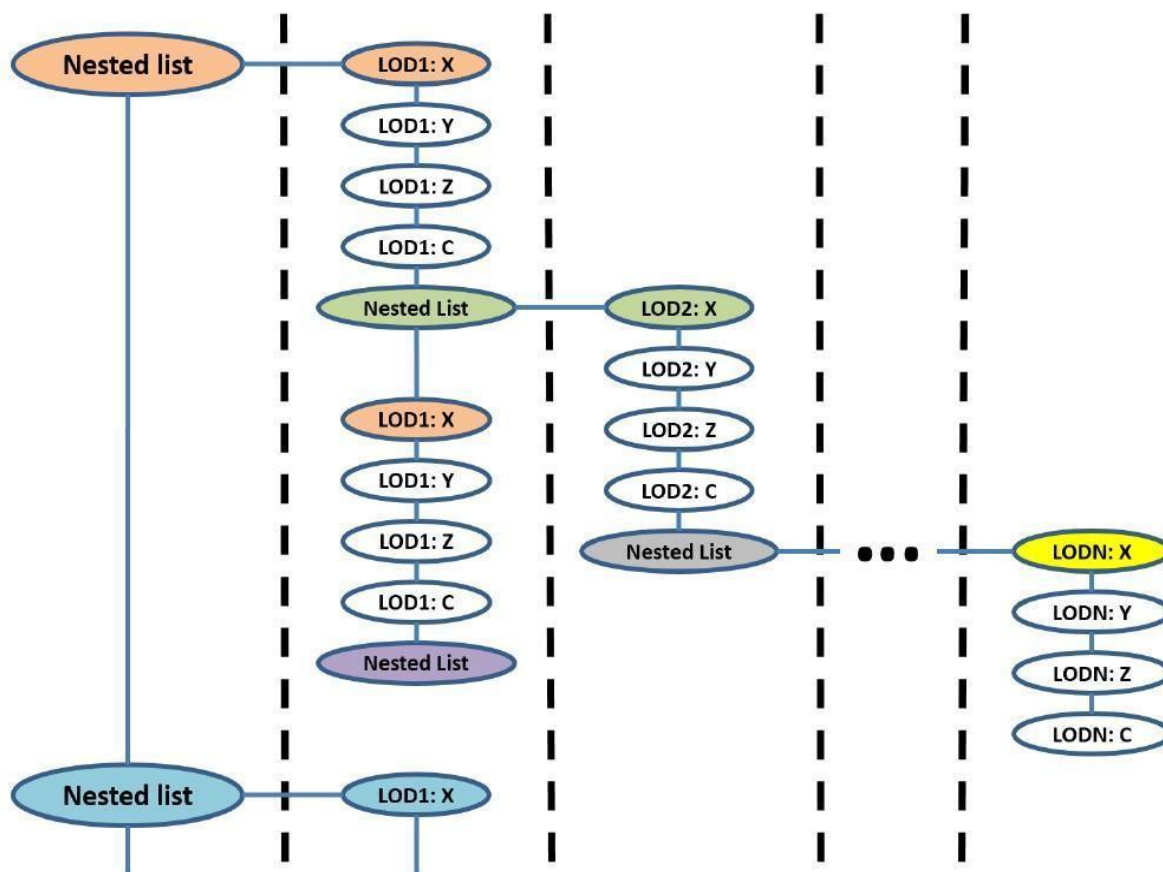 Nested list
LOD1: X
LOD1: Y
LOD1: Z
LOD1: C
Nested List
LOD2: X
LOD2: Y
LOD1: X
LOD2: Z
LOD1: Y
LOD2: C
LOD1: Z
Nested List
LODN: X
LOD1: C
LODN: Y
Nested List
LODN: Z
LODN: C
Nested list
LOD1: X